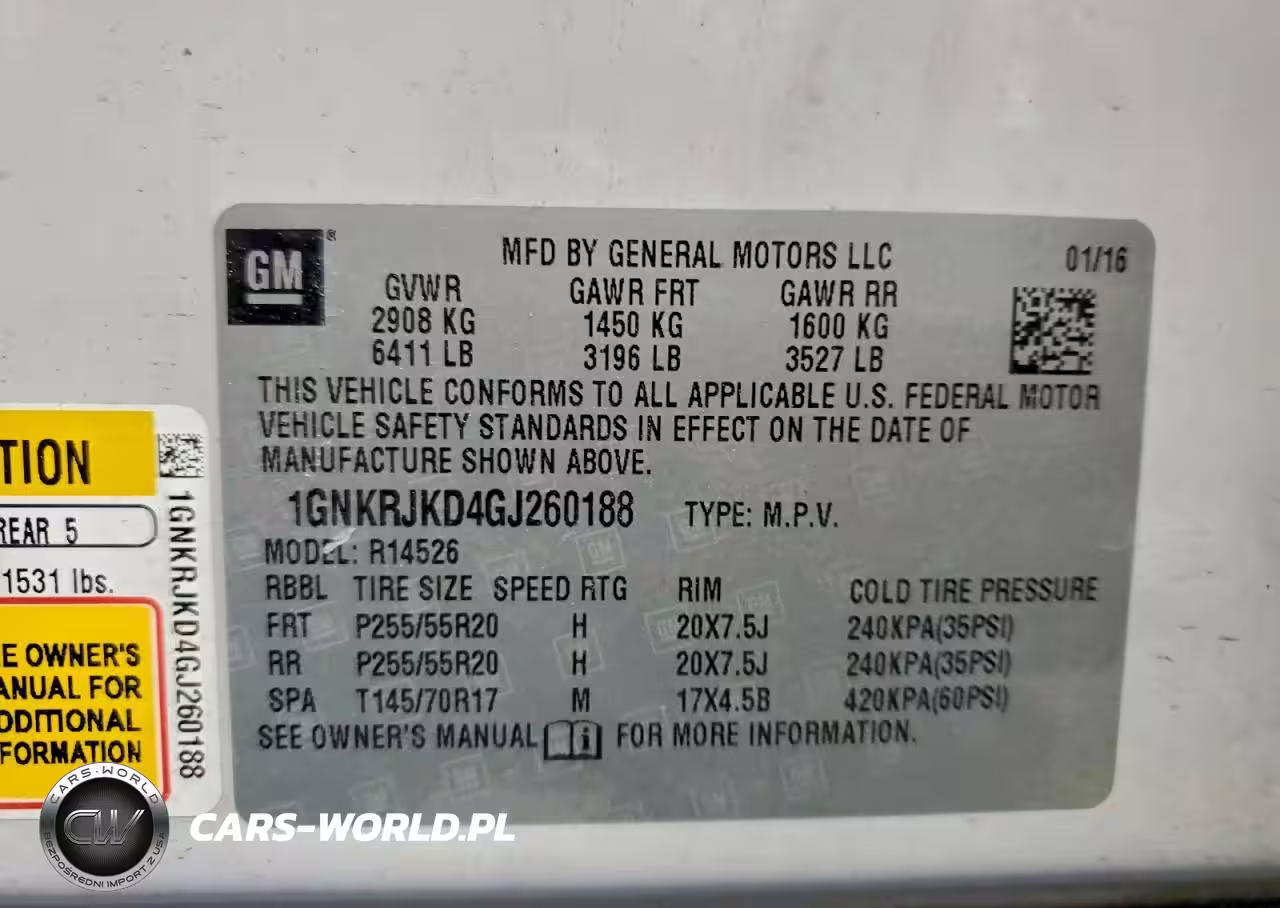 GM®
MFD BY GENERAL MOTORS LLC 01/16
GVWR GAWR FRT GAWR RR
2908 KG 1450 KG 1600 KG
6411 LB 3196 LB 3527 LB
THIS VEHICLE CONFORMS TO ALL APPLICABLE U.S. FEDERAL MOTOR
VEHICLE SAFETY STANDARDS IN EFFECT ON THE DATE OF
MANUFACTURE SHOWN ABOVE.
1GNKRJKD4GJ260188 TYPE: M.P.V.
MODEL: R14526
RBBL TIRE SIZE SPEED RTG RIM COLD TIRE PRESSURE
FRT P255/55R20 H 20X7.5J 240KPA(35PSI)
RR P255/55R20 H 20X7.5J 240KPA(35PSI)
SPA T145/70R17 M 17X4.5B 420KPA(60PSI)
SEE OWNER'S MANUAL i FOR MORE INFORMATION.
TION
REAR 5
1531 lbs.
E OWNER'S
ANUAL FOR
DDITIONAL
FORMATION
1GNKRJKD4GJ260188
CARS-WORLD
CW
BEZPOŚREDNI IMPORT Z USA
CARS-WORLD.PL